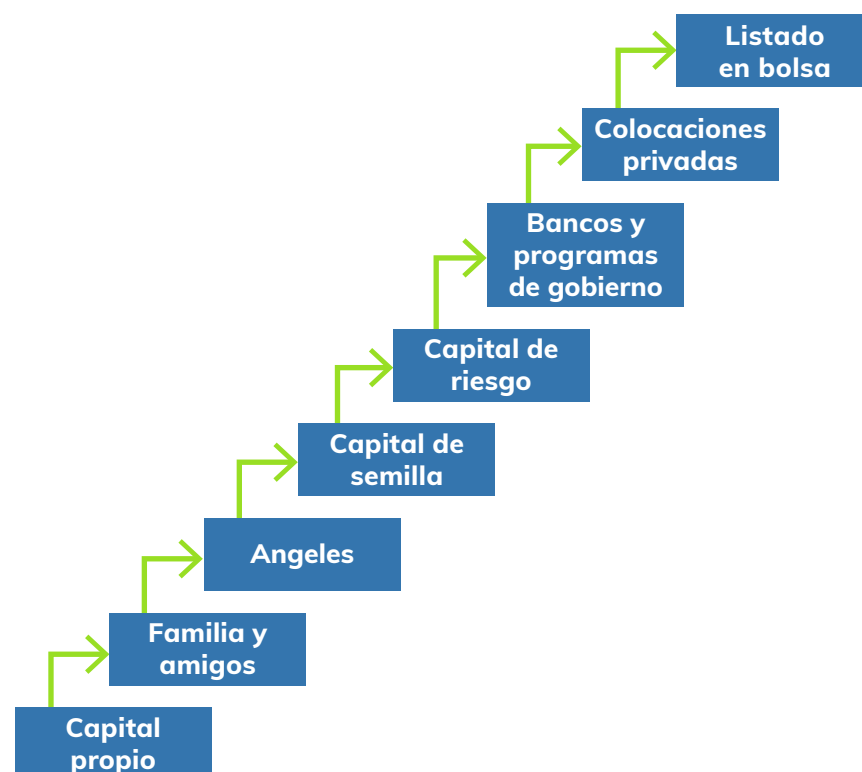 Listado
en bolsa
Colocaciones
privadas
Bancos y
programas
de gobierno
Capital de
riesgo
Capital de
semilla
Angeles
Familia y
amigos
Capital
propio